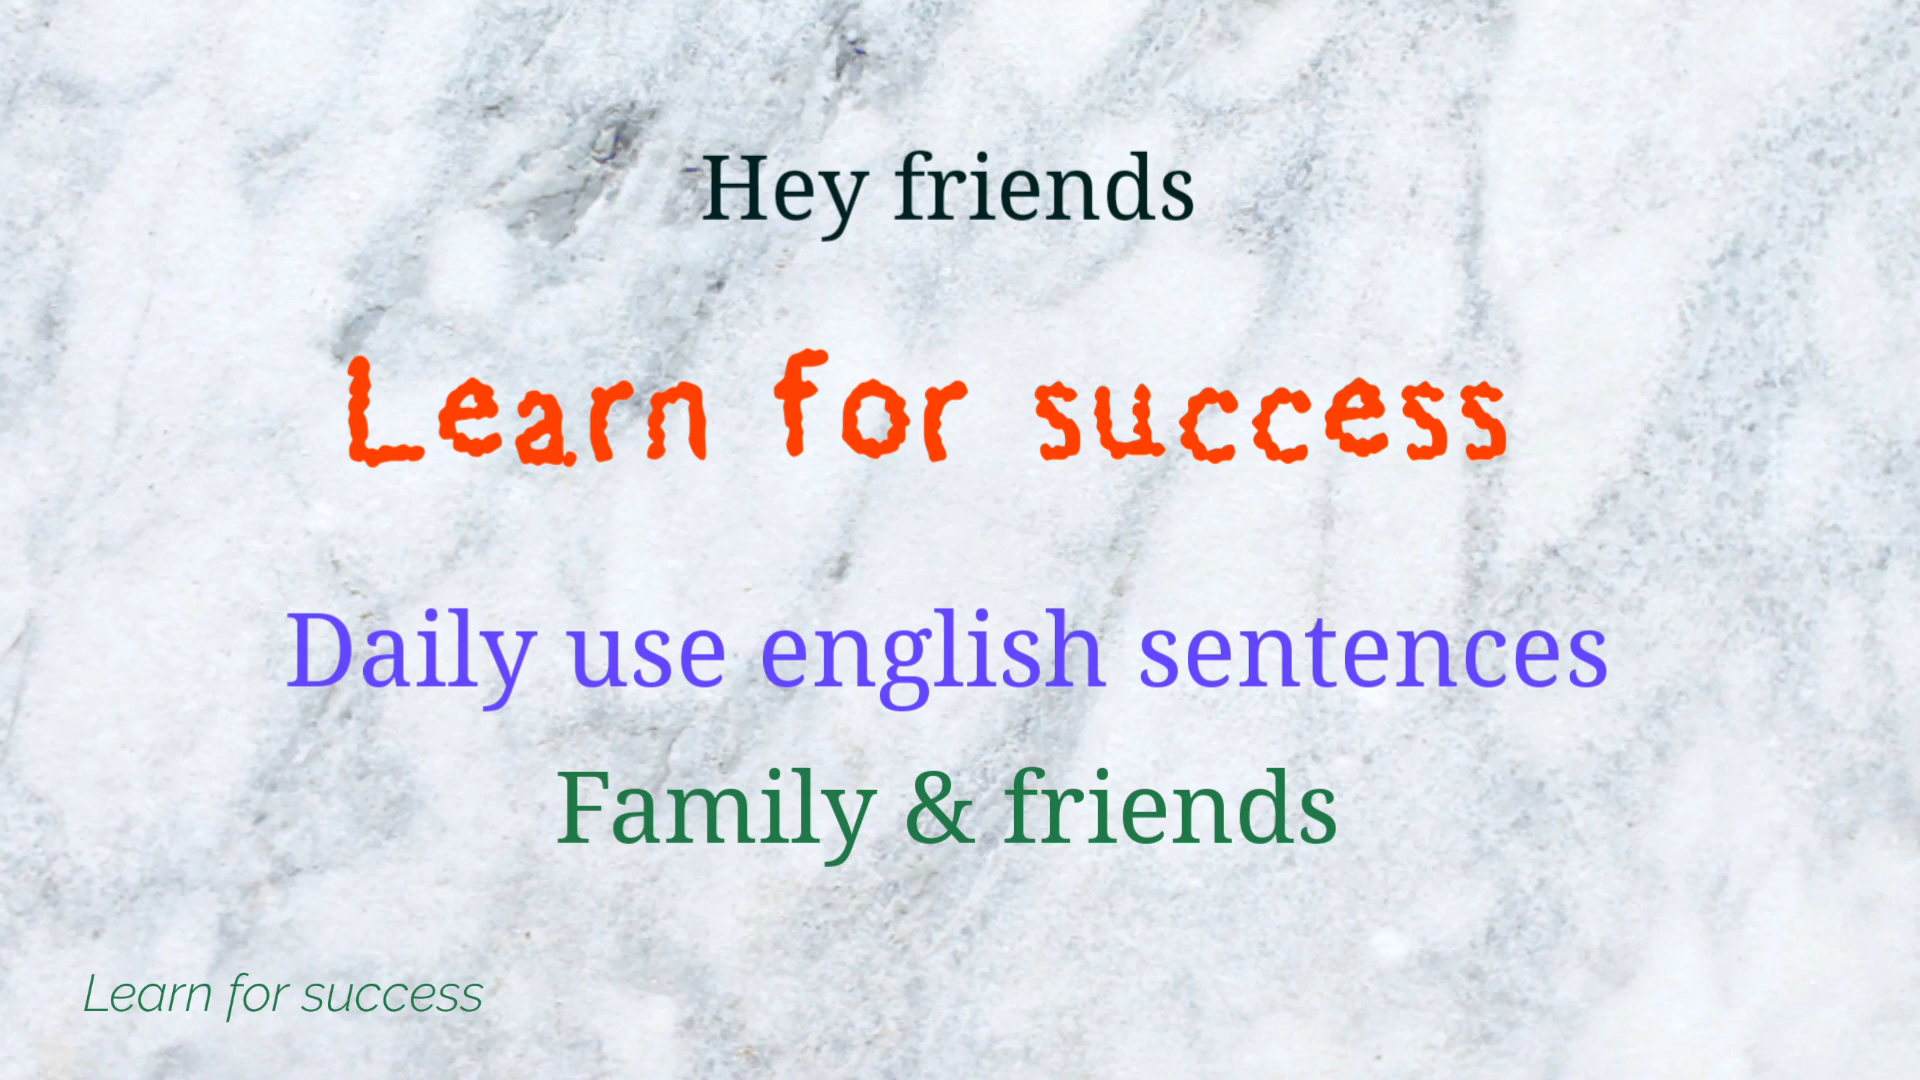 Hey friends
Learn for success
Daily use english sentences
Family & friends
Learn for success